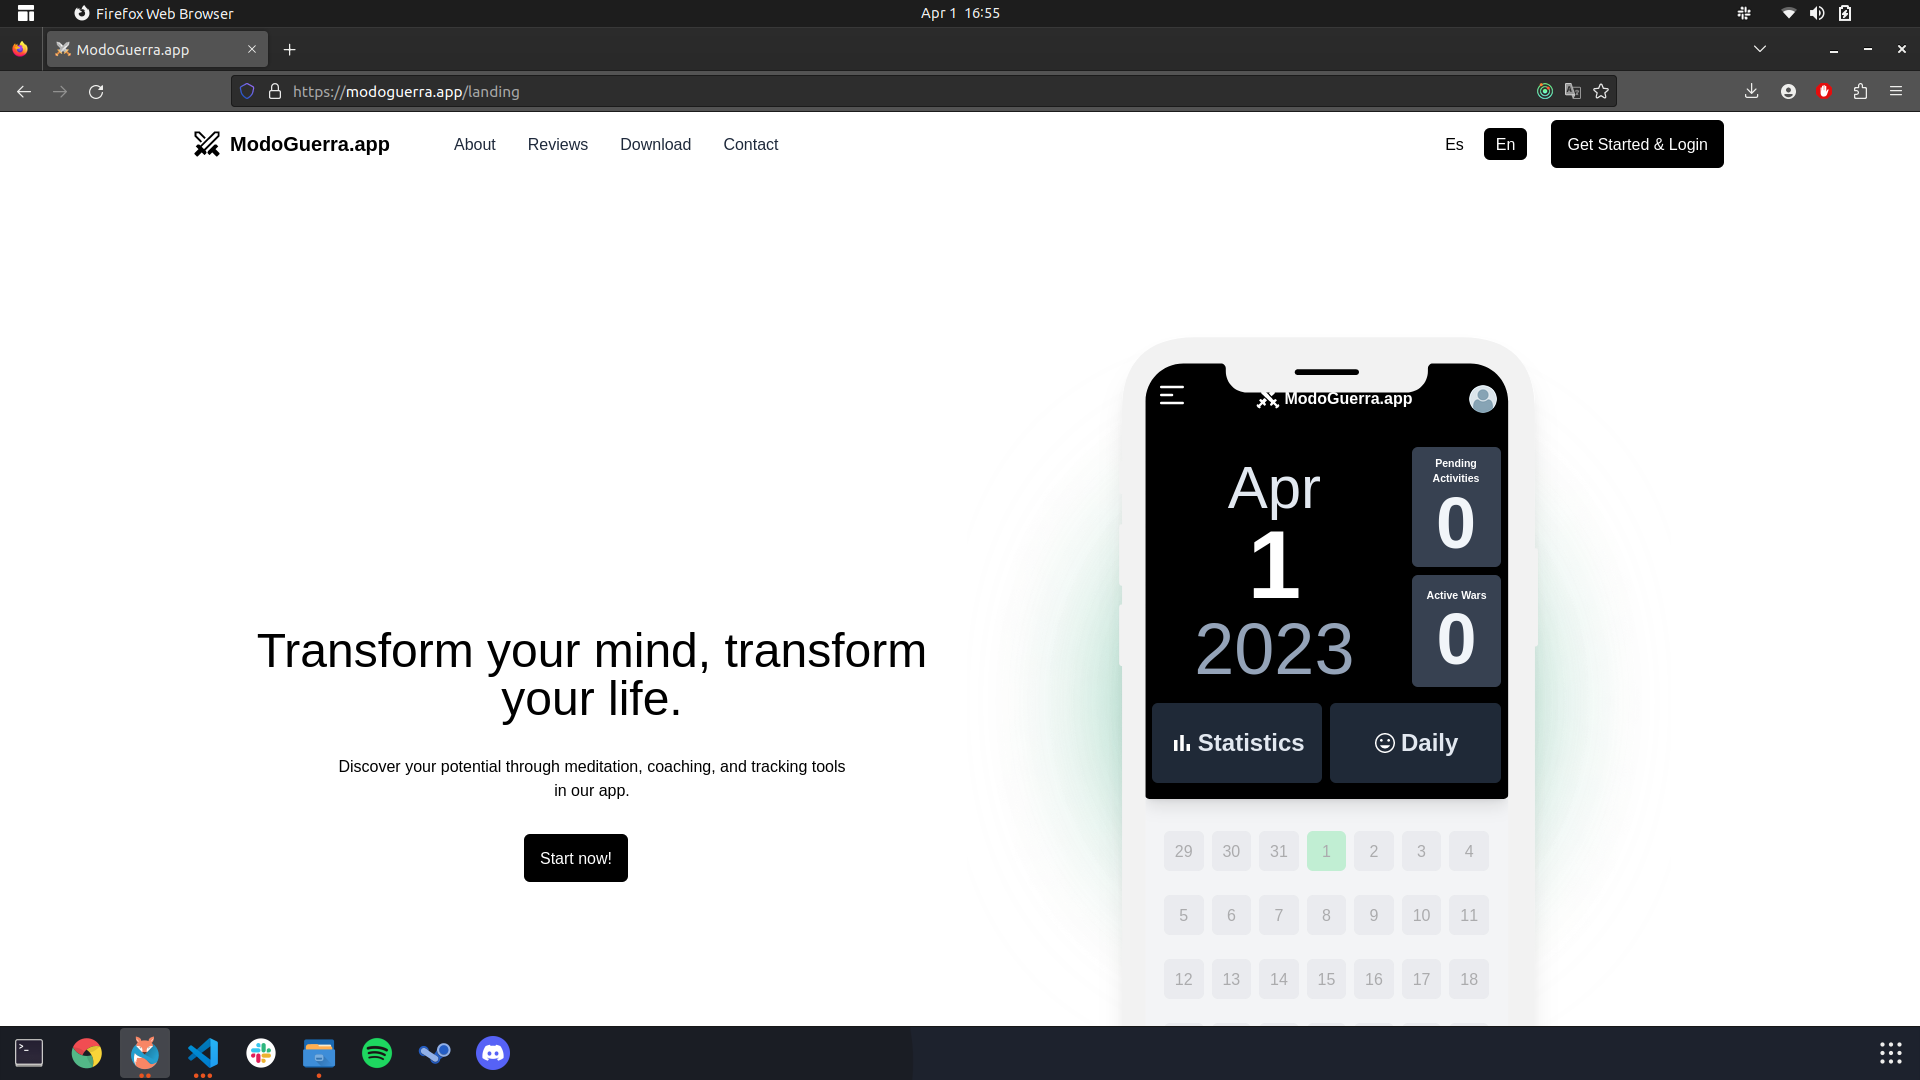 Firefox Web Browser
Apr 1 16:55
ModoGuerra.app
https://modoguerra.app/landing
ModoGuerra.app
About
Reviews
Download
Contact
Es
En
Get Started & Login
Transform your mind, transform
your life.
Discover your potential through meditation, coaching, and tracking tools
in our app.
Start now!
ModoGuerra.app
Apr
1
2023
Pending
Activities
0
Active Wars
0
Statistics
Daily
29 30 31 1 2 3 4
5 6 7 8 9 10 11
12 13 14 15 16 17 18